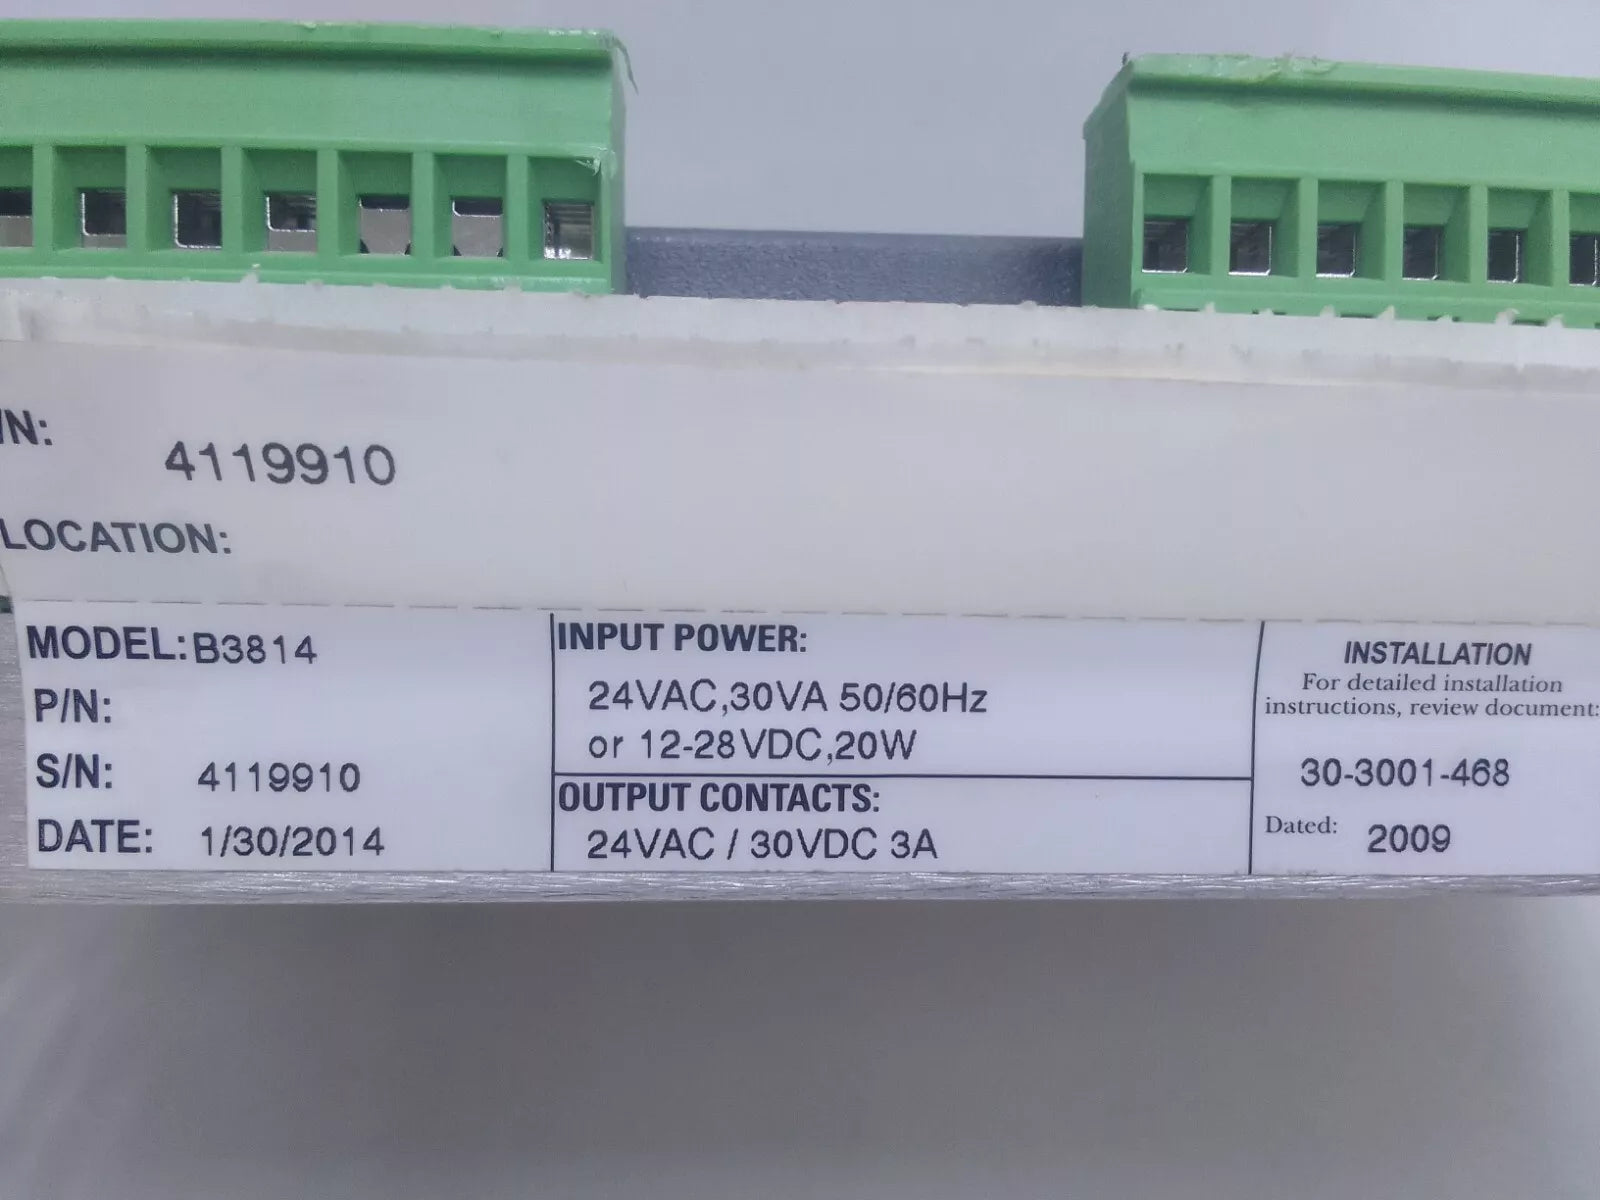 /N:
4119910
LOCATION:
MODEL: B3814
P/N:
S/N: 4119910
DATE: 1/30/2014
INPUT POWER:
24VAC,30VA 50/60Hz
or 12-28VDC,20W
OUTPUT CONTACTS:
24VAC / 30VDC 3A
INSTALLATION
For detailed installation
instructions, review document:
30-3001-468
Dated: 2009